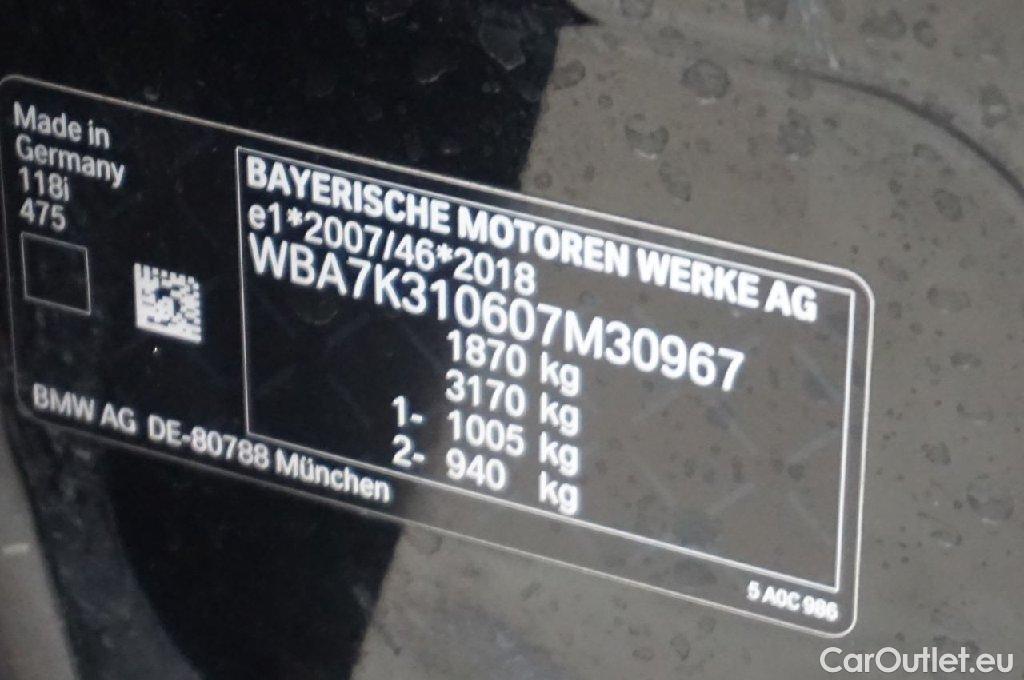 Made in
Germany
118i
475
BMW AG DE-80788 München
BAYERISCHE MOTOREN WERKE AG
e1*2007/46*2018
WBA7K310607M30967
1870 kg
3170 kg
1- 1005 kg
2- 940 kg
5 A0C 986
CarOutlet.eu